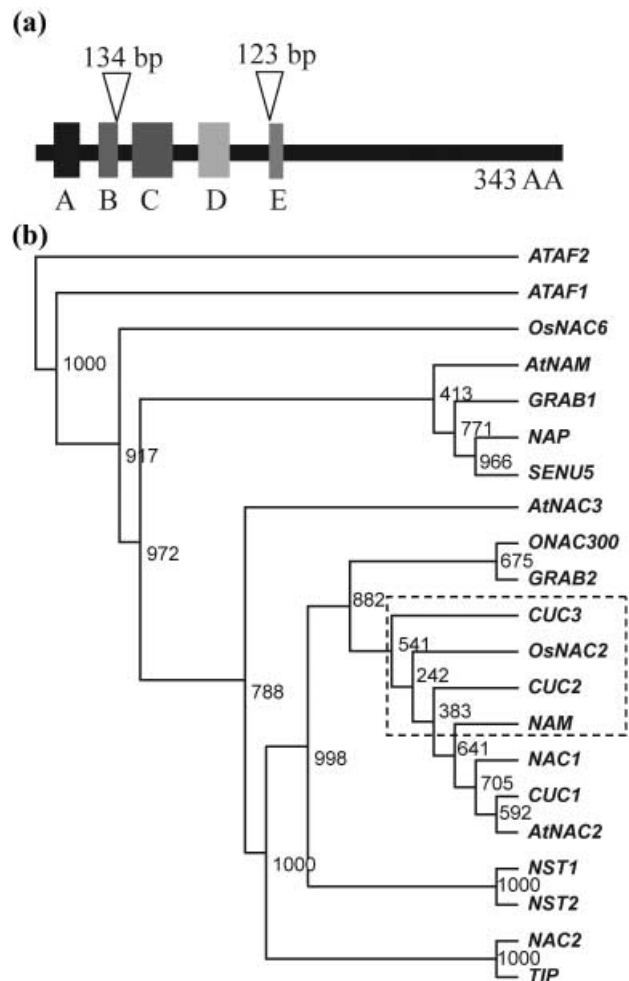 (a)
134 bp
123 bp
A B C D E
343 AA
(b)
ATAF2
ATAF1
1000
OsNAC6
AtNAM
413
GRAB1
917
771
NAP
966
SENU5
972
AtNAC3
ONAC300
675
GRAB2
882
CUC3
541
OsNAC2
242
CUC2
788
383
NAM
998
641
NAC1
705
CUC1
592
AtNAC2
1000
NST1
1000
NST2
NAC2
1000
TIP